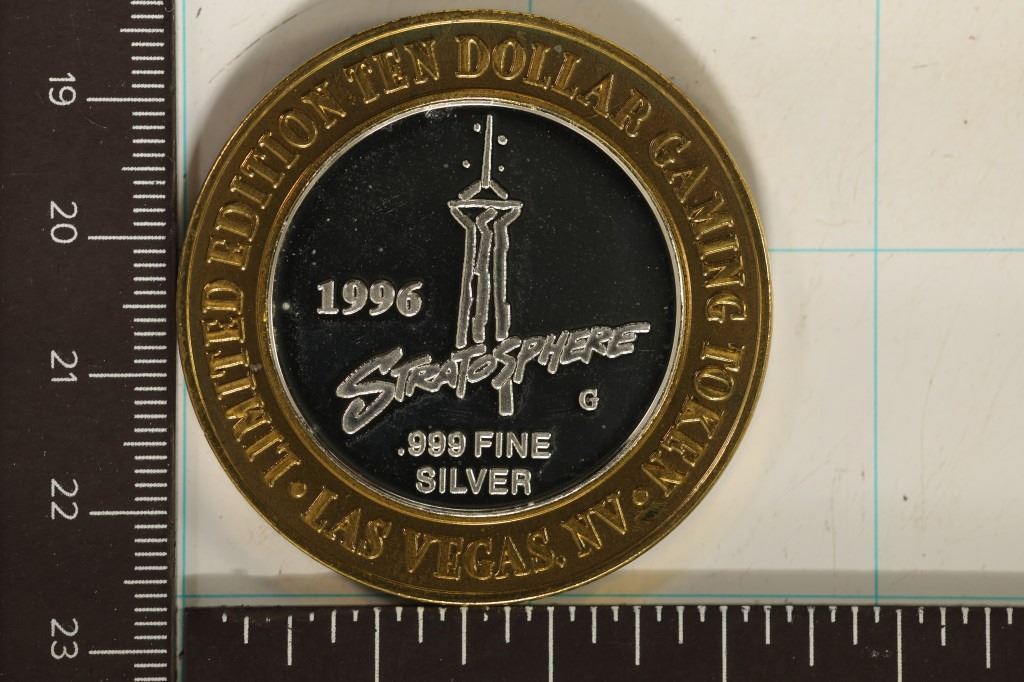 LIMITED EDITION TEN DOLLAR GAMING TOKEN
• LAS VEGAS, NV •
1996
STRATOSPHERE
G
.999 FINE
SILVER
19
20
21
22
23